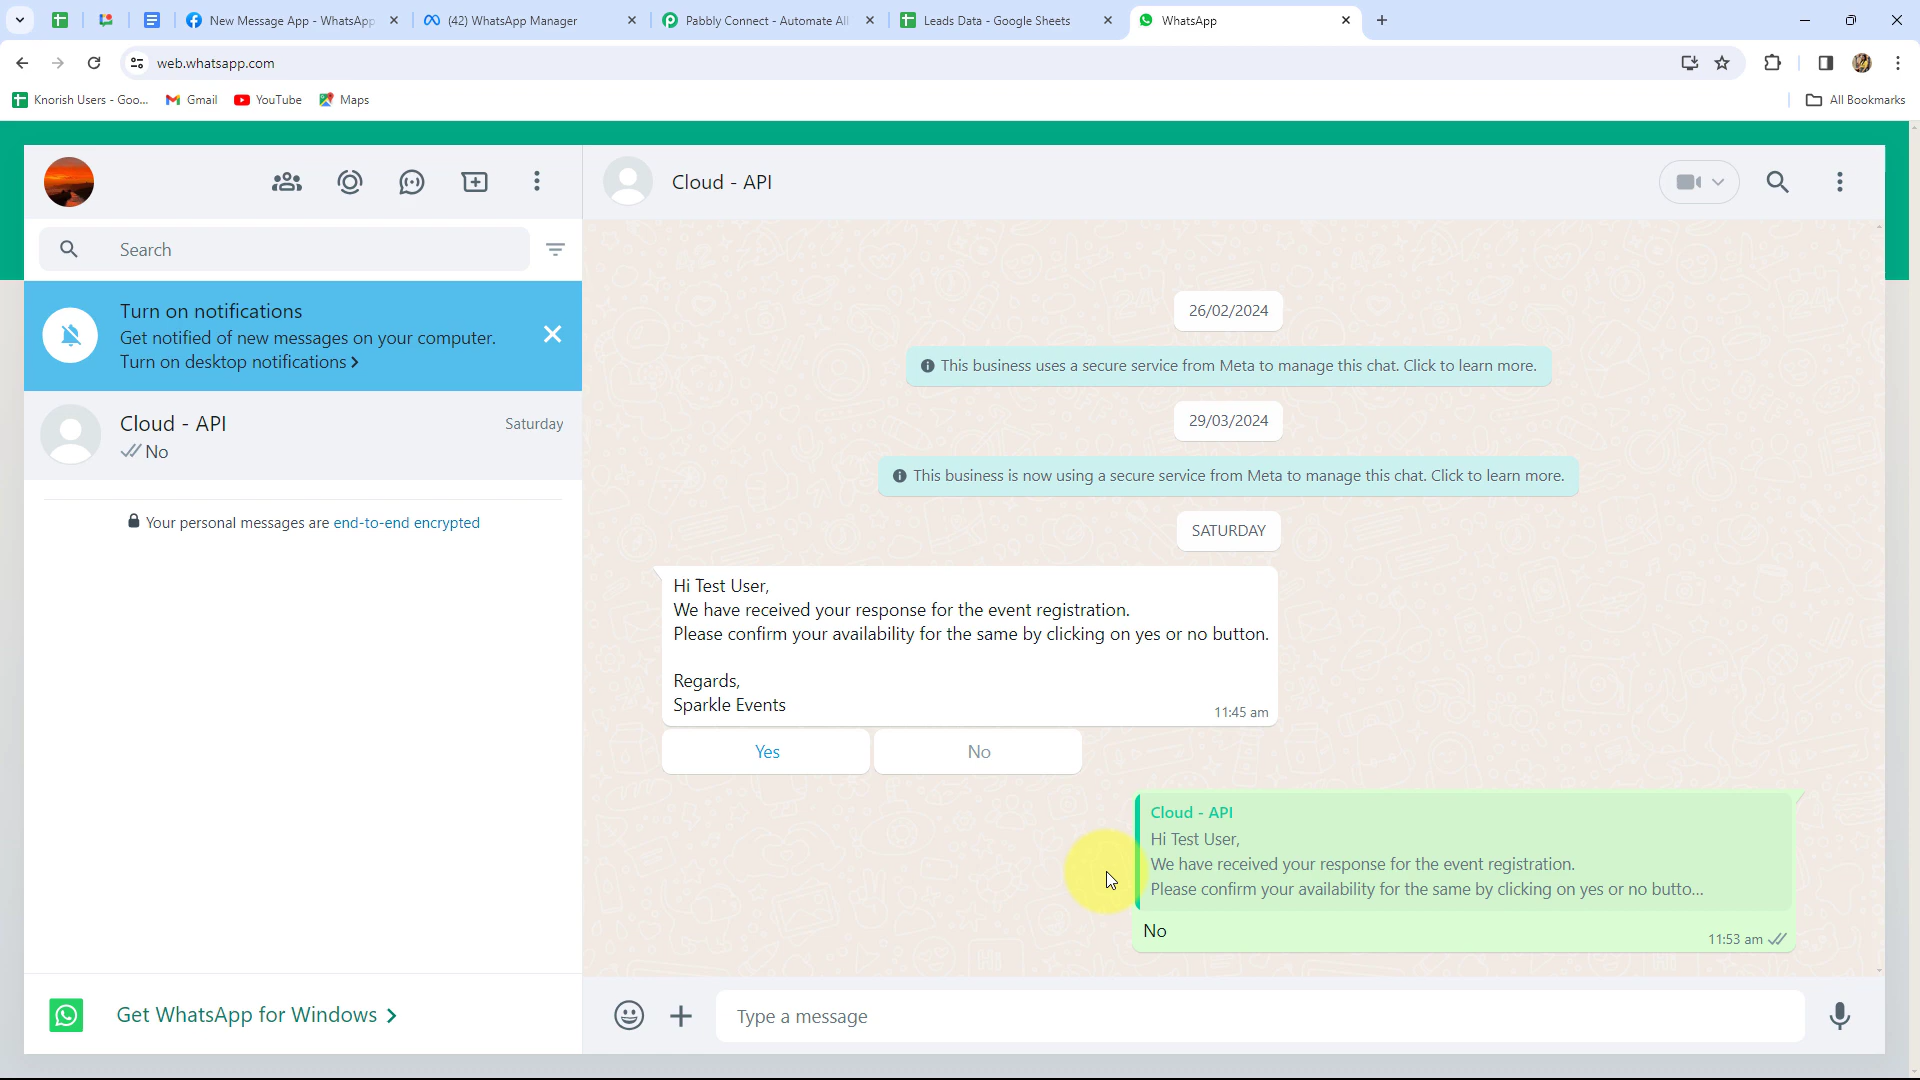 New Message App - WhatsApp
(42) WhatsApp Manager
Pabbly Connect - Automate All
Leads Data - Google Sheets
WhatsApp
web.whatsapp.com
Knorish Users - Goo...
Gmail
YouTube
Maps
All Bookmarks
Cloud - API
Search
Turn on notifications
Get notified of new messages on your computer.
Turn on desktop notifications >
Cloud - API
Saturday
No
Your personal messages are end-to-end encrypted
Get WhatsApp for Windows >
26/02/2024
This business uses a secure service from Meta to manage this chat. Click to learn more.
29/03/2024
This business is now using a secure service from Meta to manage this chat. Click to learn more.
SATURDAY
Hi Test User,
We have received your response for the event registration.
Please confirm your availability for the same by clicking on yes or no button.
Regards,
Sparkle Events
11:45 am
Yes
No
Cloud - API
Hi Test User,
We have received your response for the event registration.
Please confirm your availability for the same by clicking on yes or no butto...
No
11:53 am
Type a message